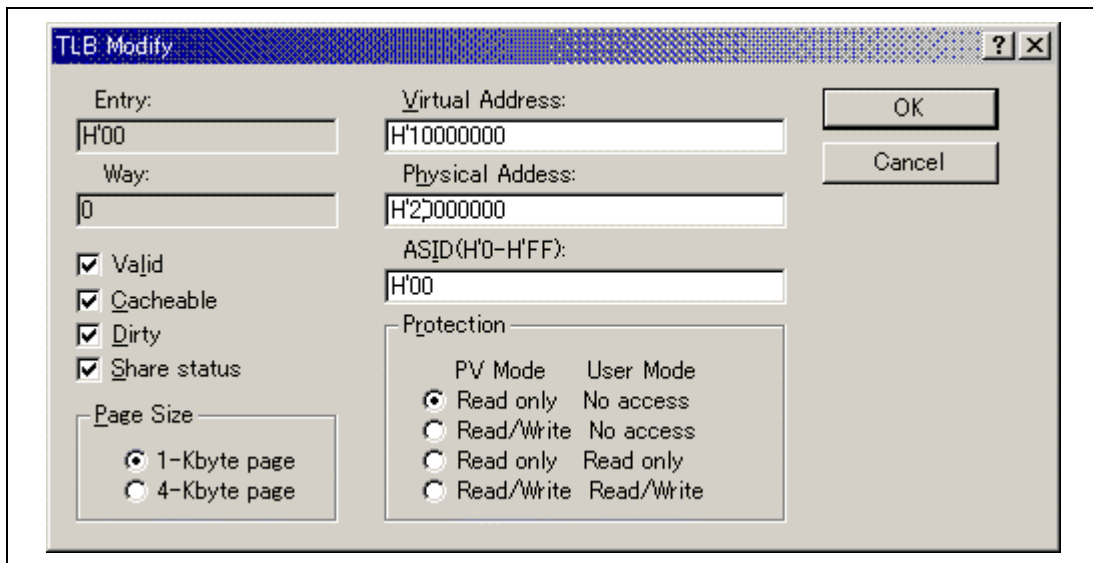 TLB Modify
Entry:
H'00
Way:
0
Valid
Cacheable
Dirty
Share status
Page Size
1-Kbyte page
4-Kbyte page
Virtual Address:
H'10000000
Physical Addess:
H'20000000
ASID(H'0-H'FF):
H'00
Protection
PV Mode User Mode
Read only No access
Read/Write No access
Read only Read only
Read/Write Read/Write
OK
Cancel